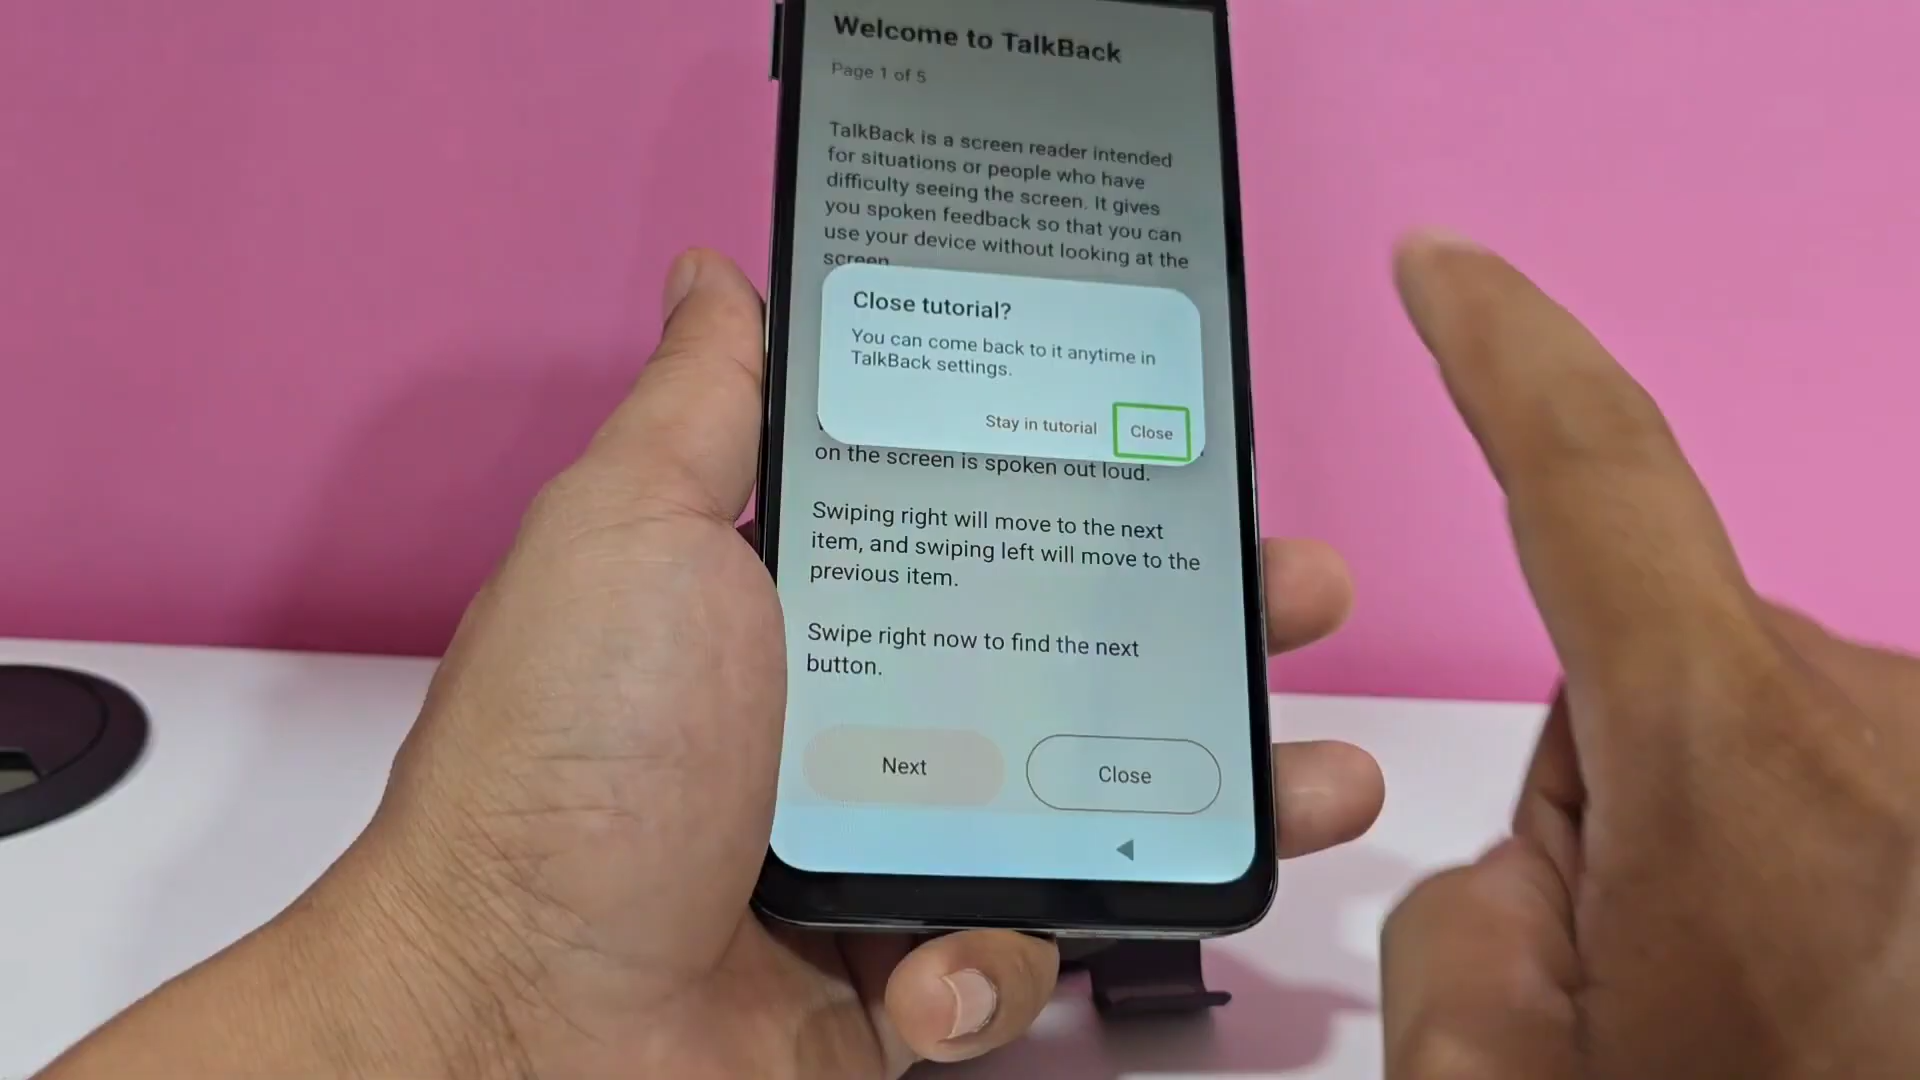 Welcome to TalkBack
Page 1 of 5
TalkBack is a screen reader intended
for situations or people who have
difficulty seeing the screen. It gives
you spoken feedback so that you can
use your device without looking at the
screen
Close tutorial?
You can come back to it anytime in
TalkBack settings.
Stay in tutorial
Close
on the screen is spoken out loud.
Swiping right will move to the next
item, and swiping left will move to the
previous item.
Swipe right now to find the next
button.
Next
Close